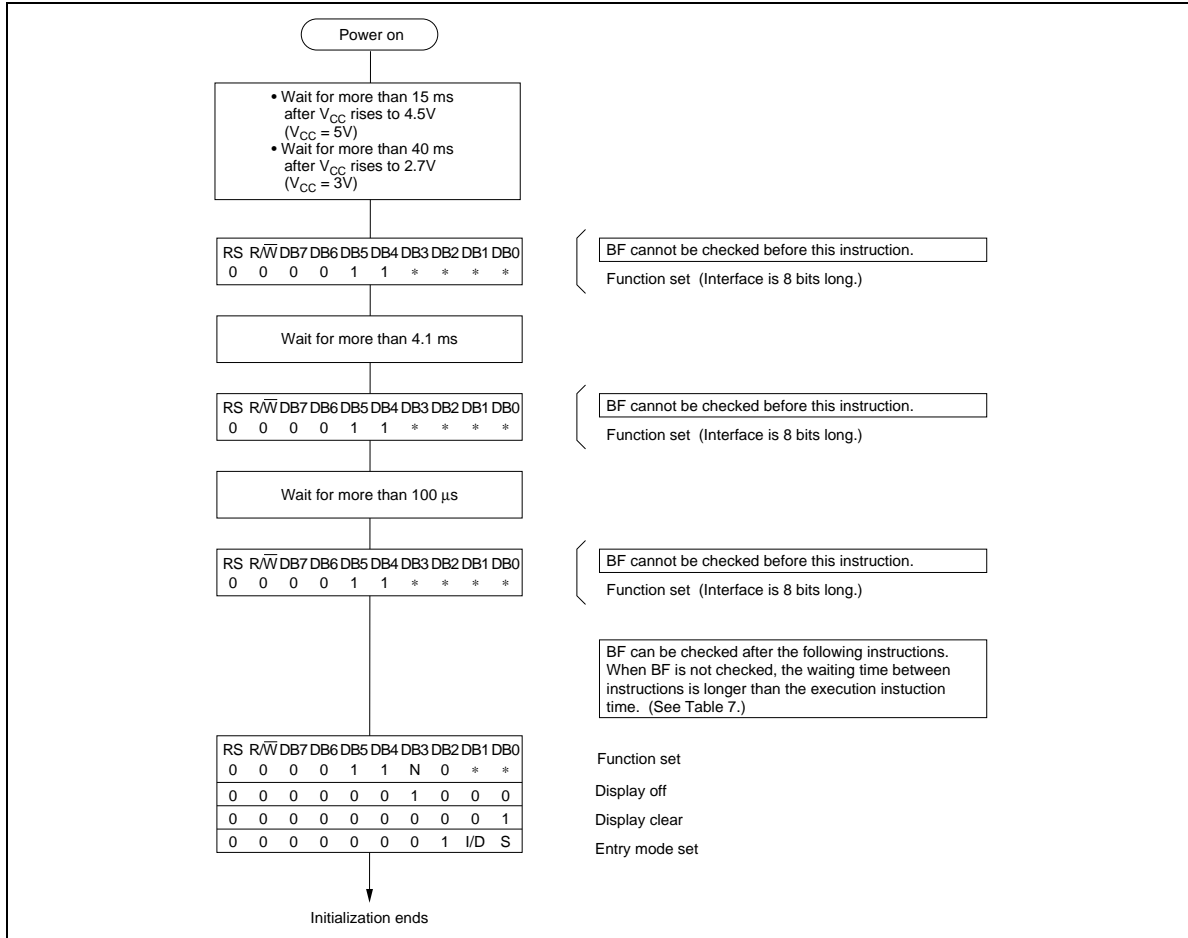 Power on
• Wait for more than 15 ms
after VCC rises to 4.5V
(VCC = 5V)
• Wait for more than 40 ms
after VCC rises to 2.7V
(VCC = 3V)
RS R/W̅ DB7 DB6 DB5 DB4 DB3 DB2 DB1 DB0
0 0 0 0 1 1 * * * *
BF cannot be checked before this instruction.
Function set (Interface is 8 bits long.)
Wait for more than 4.1 ms
RS R/W̅ DB7 DB6 DB5 DB4 DB3 DB2 DB1 DB0
0 0 0 0 1 1 * * * *
BF cannot be checked before this instruction.
Function set (Interface is 8 bits long.)
Wait for more than 100 μs
RS R/W̅ DB7 DB6 DB5 DB4 DB3 DB2 DB1 DB0
0 0 0 0 1 1 * * * *
BF cannot be checked before this instruction.
Function set (Interface is 8 bits long.)
BF can be checked after the following instructions.
When BF is not checked, the waiting time between
instructions is longer than the execution instuction
time. (See Table 7.)
RS R/W̅ DB7 DB6 DB5 DB4 DB3 DB2 DB1 DB0
0 0 0 0 1 1 N 0 * *
Function set
0 0 0 0 0 0 1 0 0 0
Display off
0 0 0 0 0 0 0 0 0 1
Display clear
0 0 0 0 0 0 0 1 I/D S
Entry mode set
Initialization ends